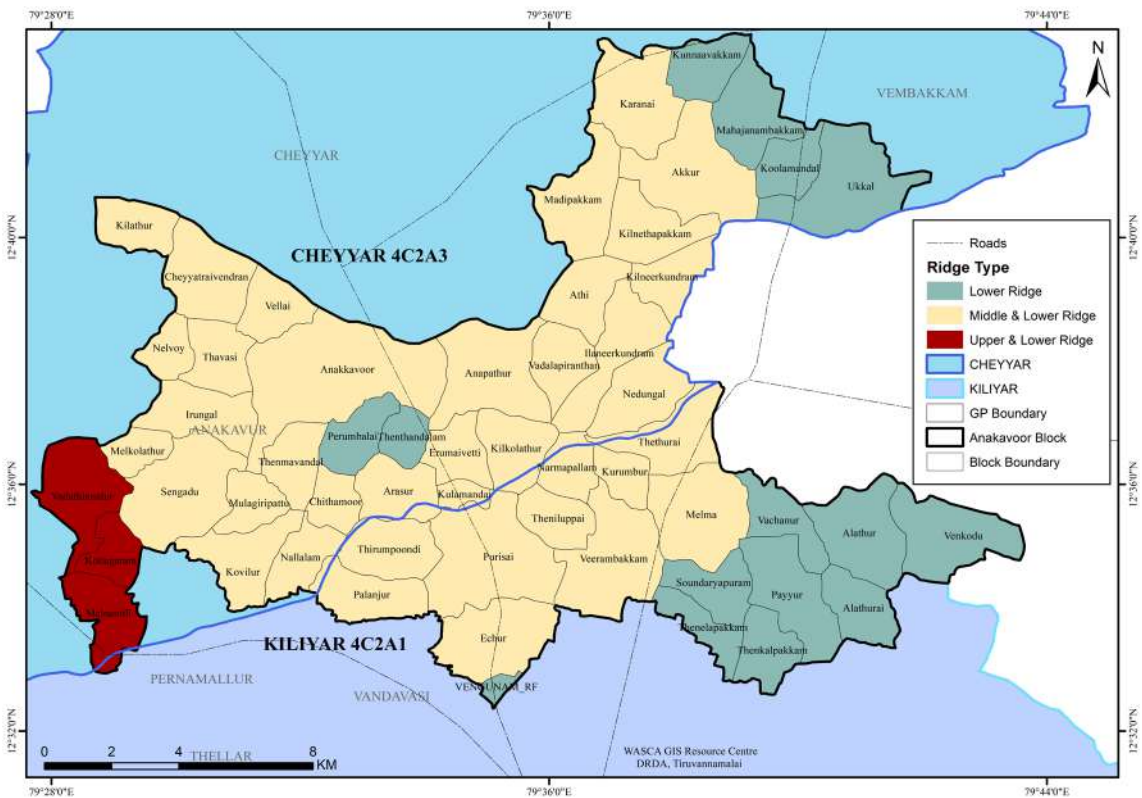 79°28'0"E
79°36'0"E
79°44'0"E
N
Kunnaavakkam
VEMBAKKAM
Karanai
Mahajanambakkam
CHEYYAR
Koolamandal
Akkur
Ukkal
Madipakkam
Kilathur
12°40'0"N
12°40'0"N
Kilnethapakkam
CHEYYAR 4C2A3
Roads
Ridge Type
Lower Ridge
Middle & Lower Ridge
Upper & Lower Ridge
CHEYYAR
KILIYAR
GP Boundary
Anakavoor Block
Block Boundary
Cheyyatraivendran
Kilneerkundram
Athi
Vellai
Nelvoy
Thavasi
Ilaneerkundram
Anakkavoor
Anapathur
Vadalapiranthan
Nedungal
Irungal
ANAKAVUR
Perumbalai
Thenthandalam
Thethurai
Melkolathur
Thenmavandal
Erumaivetti
Kilkolathur
Narmapallam
Kurumbur
12°36'0"N
12°36'0"N
Sengadu
Mulagiripattu
Chithamoor
Arasur
Kulamandai
Theniluppai
Melma
Vachanur
Alathur
Venkodu
Kovilur
Nallalam
Thirumpoondi
Purisai
Veerambakkam
Soundaryapuram
Payyur
Palanjur
Alathurai
Thenelapakkam
Echur
Thenkalpakkam
KILIYAR 4C2A1
PERNAMALLUR
VANDAVASI
VENGUNAM_RF
12°32'0"N
12°32'0"N
THELLAR
0 2 4 8
KM
WASCA GIS Resource Centre
DRDA, Tiruvannamalai
79°28'0"E
79°36'0"E
79°44'0"E